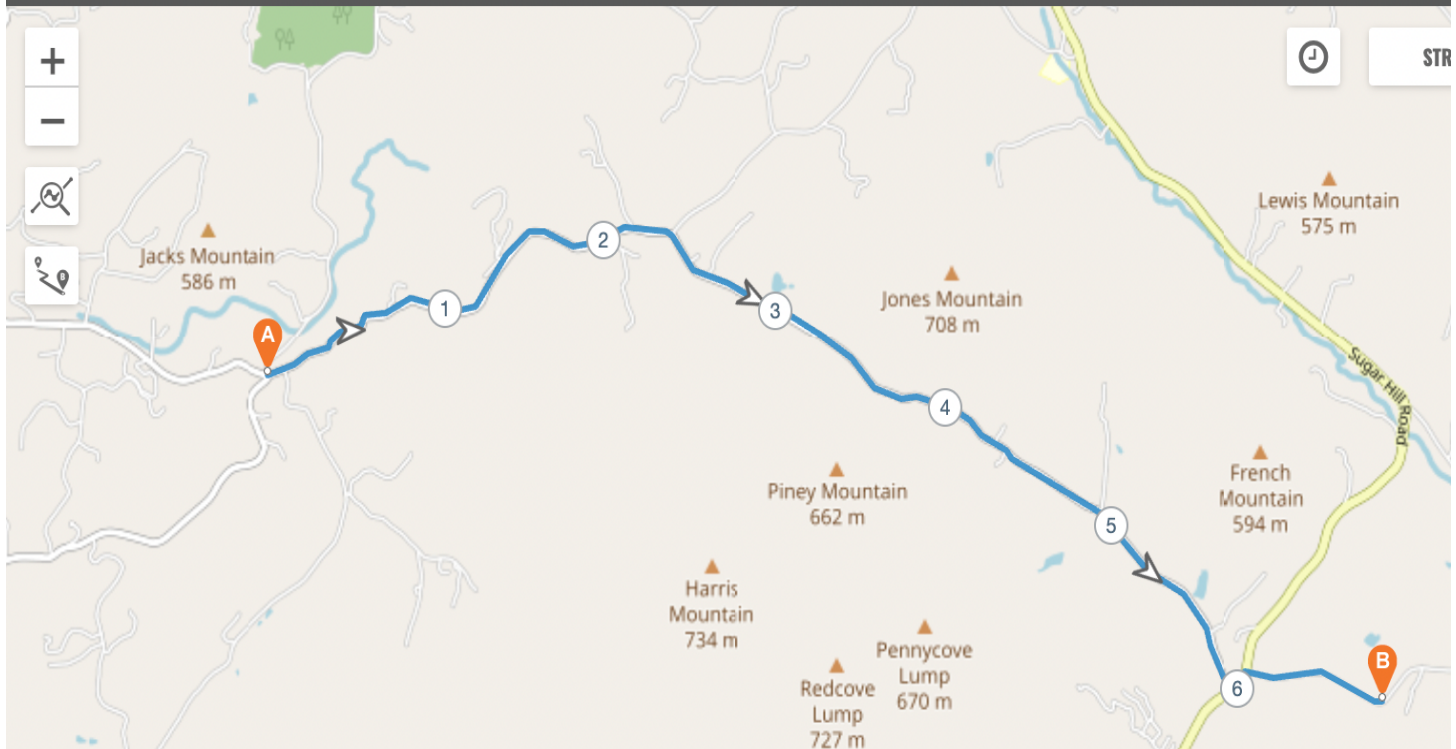 +
STR
−
Lewis Mountain
575 m
2
Jacks Mountain
586 m
Jones Mountain
708 m
1
3
A
Sugar Hill Road
4
French
Mountain
594 m
Piney Mountain
662 m
5
Harris
Mountain
734 m
Pennycove
Lump
670 m
B
6
Redcove
Lump
727 m